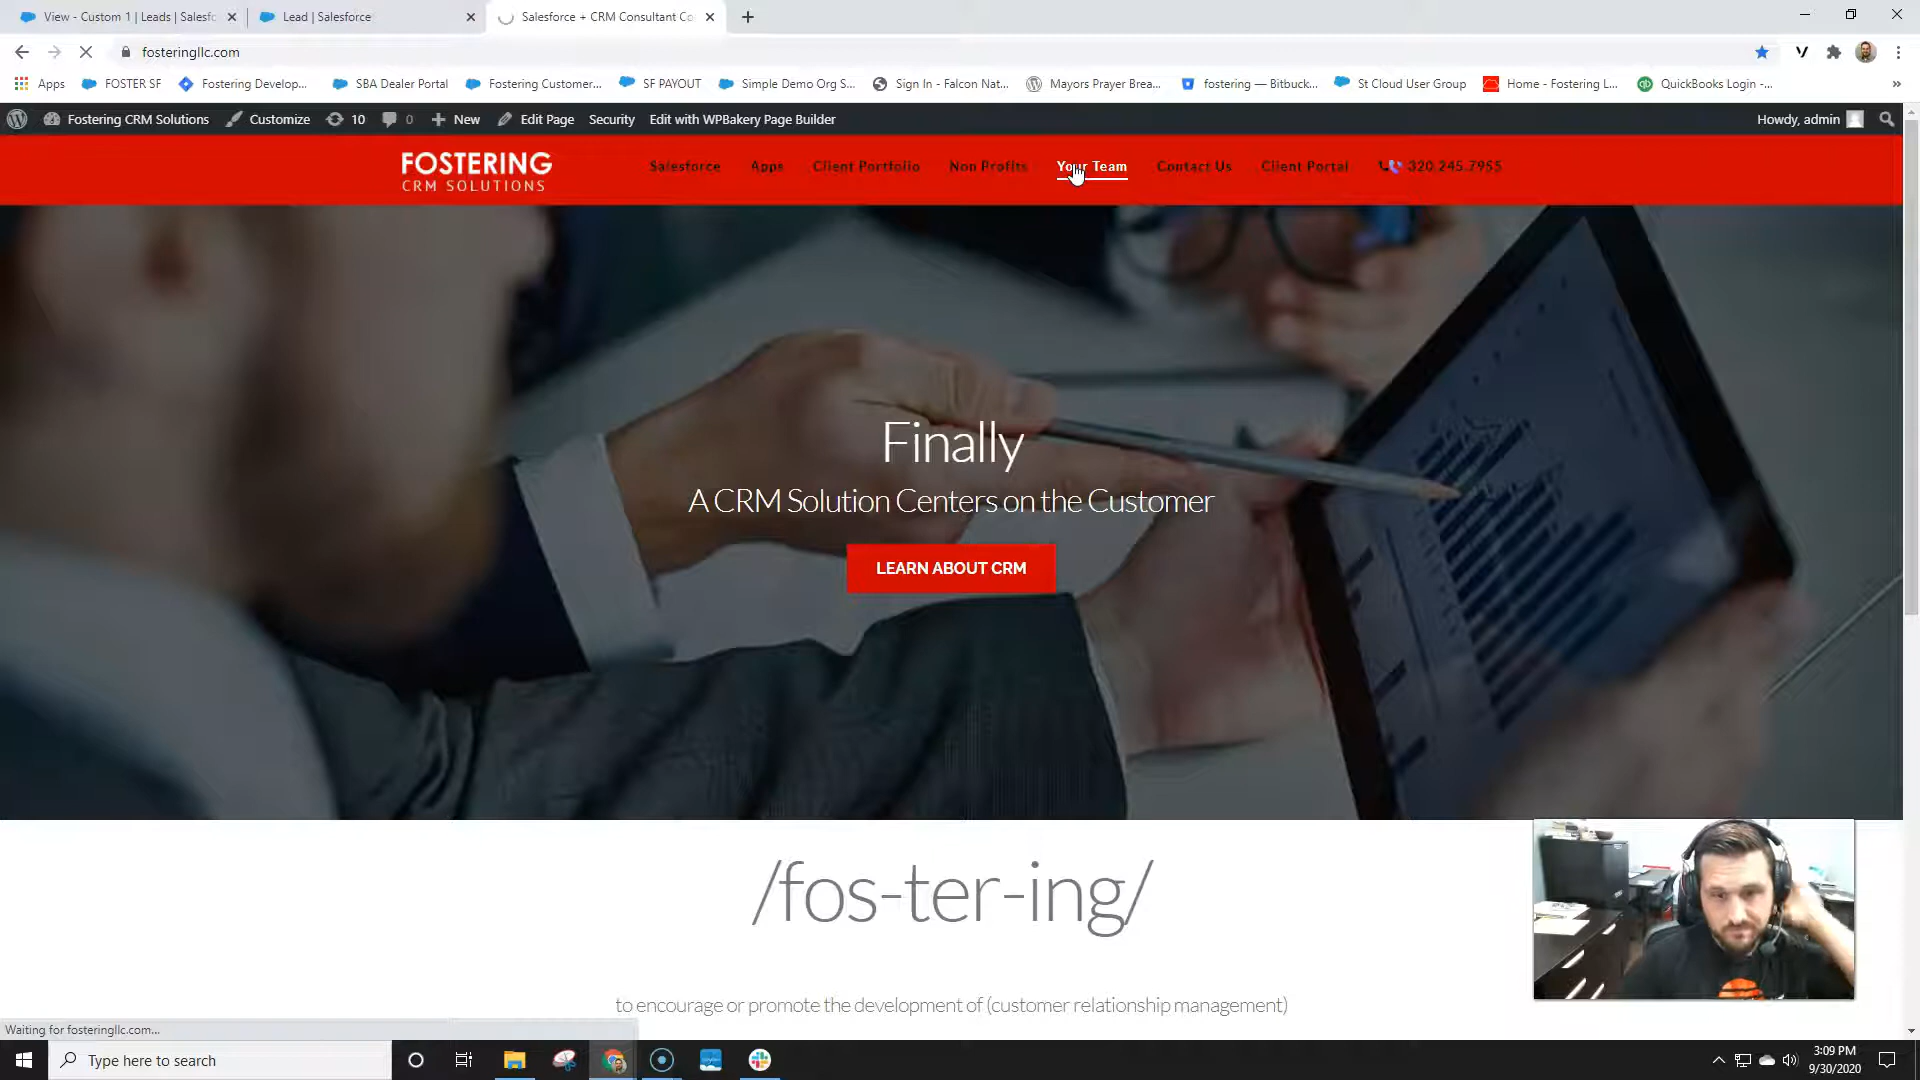 View - Custom 1 | Leads | Salesfc
Lead | Salesforce
Salesforce + CRM Consultant Co
fosteringllc.com
Apps
FOSTER SF
Fostering Develop...
SBA Dealer Portal
Fostering Customer...
SF PAYOUT
Simple Demo Org S...
Sign In - Falcon Nat...
Mayors Prayer Brea...
fostering — Bitbuck...
St Cloud User Group
Home - Fostering L...
QuickBooks Login -...
Fostering CRM Solutions
Customize
10
0
New
Edit Page
Security
Edit with WPBakery Page Builder
Howdy, admin
FOSTERING
CRM SOLUTIONS
Salesforce
Apps
Client Portfolio
Non Profits
Your Team
Contact Us
Client Portal
320.245.7955
Finally
A CRM Solution Centers on the Customer
LEARN ABOUT CRM
/fos-ter-ing/
to encourage or promote the development of (customer relationship management)
Waiting for fosteringllc.com...
Type here to search
3:09 PM
9/30/2020